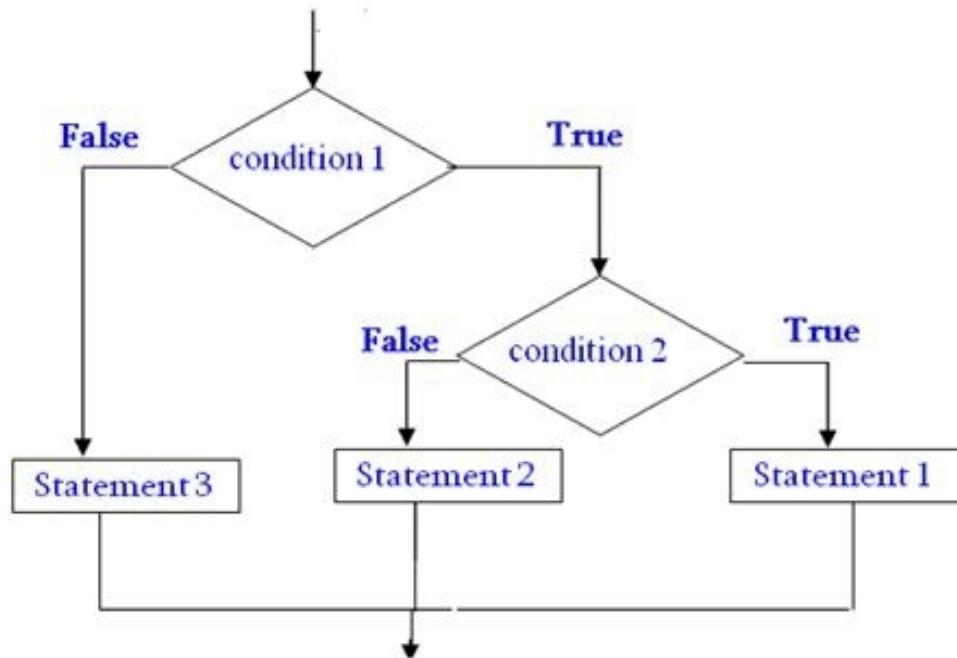 False
True
condition 1
False
True
condition 2
Statement 3
Statement 2
Statement 1